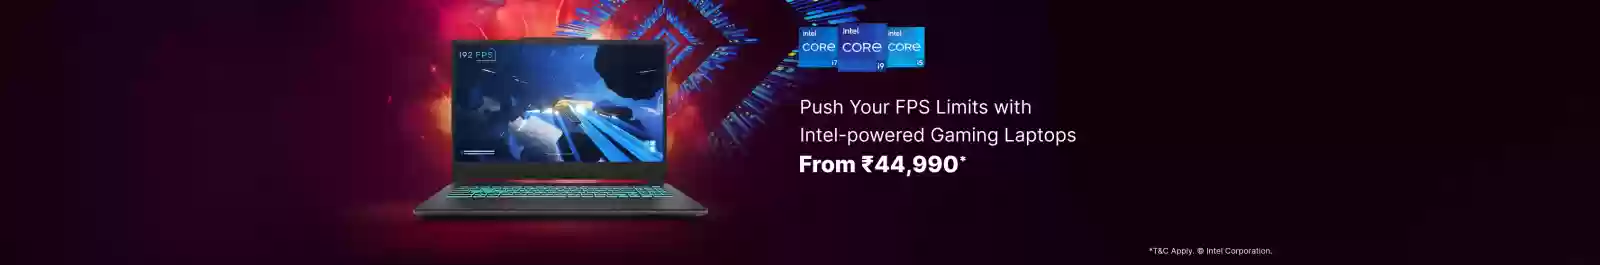 192 FPS
intel
CORE
i7
intel
CORE
i9
intel
CORE
i5
Push Your FPS Limits with
Intel-powered Gaming Laptops
From ₹44,990*
*T&C Apply. © Intel Corporation.